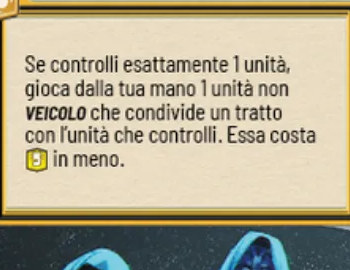 Se controlli esattamente 1 unità,
gioca dalla tua mano 1 unità non
VEICOLO che condivide un tratto
con l'unità che controlli. Essa costa
in meno.